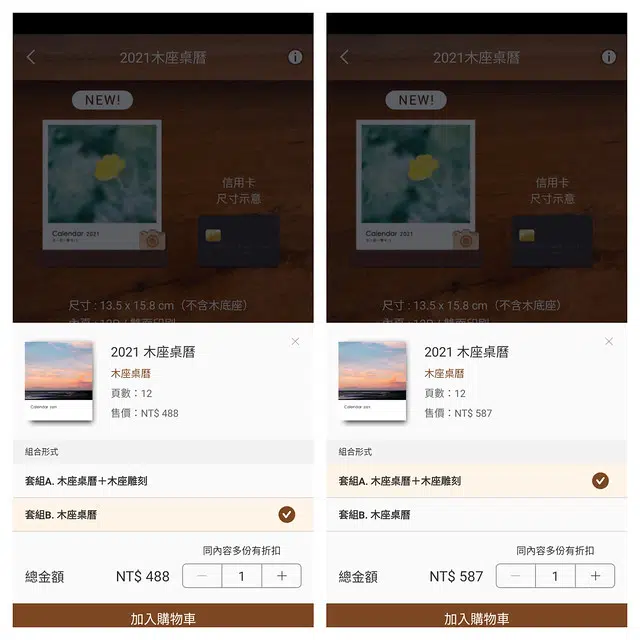 2021木座桌曆
NEW!
信用卡
尺寸示意
Calendar 2021
尺寸 : 13.5 x 15.8 cm（不含木底座）
2021 木座桌曆
木座桌曆
頁數：12
售價：NT$ 488
Calendar 2021
組合形式
套組A. 木座桌曆＋木座雕刻
套組B. 木座桌曆
同內容多份有折扣
總金額 NT$ 488 － 1 ＋
加入購物車
2021木座桌曆
NEW!
信用卡
尺寸示意
Calendar 2021
尺寸 : 13.5 x 15.8 cm（不含木底座）
2021 木座桌曆
木座桌曆
頁數：12
售價：NT$ 587
Calendar 2021
組合形式
套組A. 木座桌曆＋木座雕刻
套組B. 木座桌曆
同內容多份有折扣
總金額 NT$ 587 － 1 ＋
加入購物車